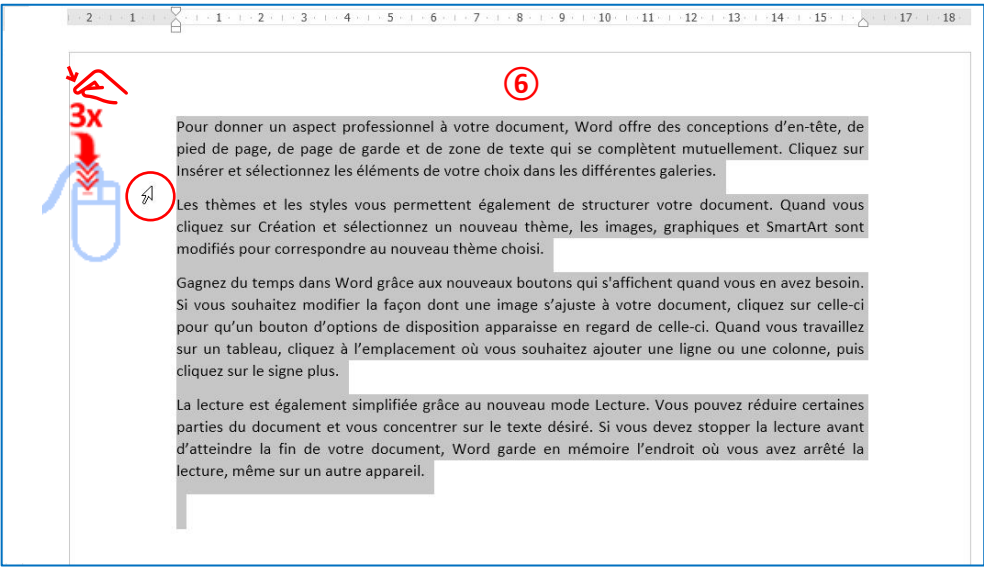 2 1 1 2 3 4 5 6 7 8 9 10 11 12 13 14 15 17 18
⑥
3x
Pour donner un aspect professionnel à votre document, Word offre des conceptions d’en-tête, de
pied de page, de page de garde et de zone de texte qui se complètent mutuellement. Cliquez sur
Insérer et sélectionnez les éléments de votre choix dans les différentes galeries.
Les thèmes et les styles vous permettent également de structurer votre document. Quand vous
cliquez sur Création et sélectionnez un nouveau thème, les images, graphiques et SmartArt sont
modifiés pour correspondre au nouveau thème choisi.
Gagnez du temps dans Word grâce aux nouveaux boutons qui s'affichent quand vous en avez besoin.
Si vous souhaitez modifier la façon dont une image s’ajuste à votre document, cliquez sur celle-ci
pour qu’un bouton d’options de disposition apparaisse en regard de celle-ci. Quand vous travaillez
sur un tableau, cliquez à l’emplacement où vous souhaitez ajouter une ligne ou une colonne, puis
cliquez sur le signe plus.
La lecture est également simplifiée grâce au nouveau mode Lecture. Vous pouvez réduire certaines
parties du document et vous concentrer sur le texte désiré. Si vous devez stopper la lecture avant
d’atteindre la fin de votre document, Word garde en mémoire l’endroit où vous avez arrêté la
lecture, même sur un autre appareil.